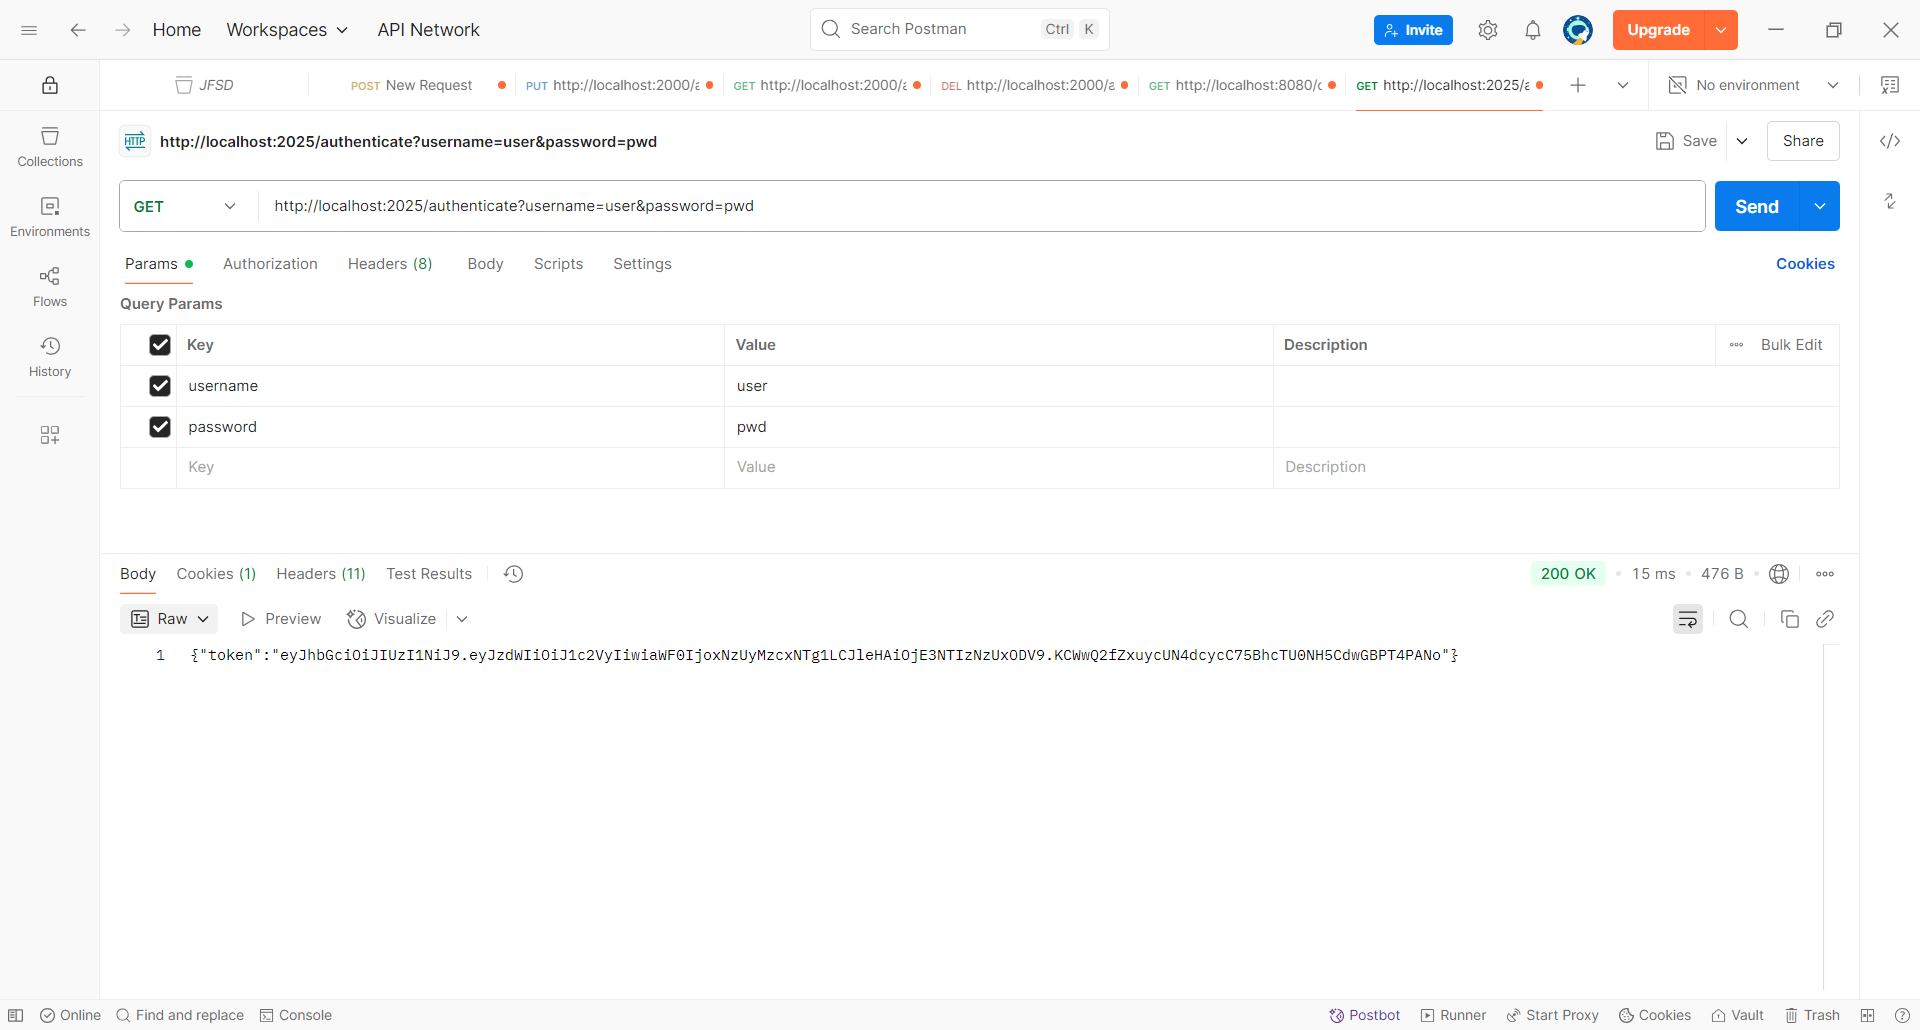 Home Workspaces API Network Search Postman Ctrl K Invite Upgrade
JFSD POST New Request PUT http://localhost:2000/a GET http://localhost:2000/a DEL http://localhost:2000/a GET http://localhost:8080/c GET http://localhost:2025/a No environment
HTTP http://localhost:2025/authenticate?username=user&password=pwd Save Share
Collections
Environments
Flows
History
GET http://localhost:2025/authenticate?username=user&password=pwd Send
Params Authorization Headers (8) Body Scripts Settings Cookies
Query Params
Key Value Description Bulk Edit
username user
password pwd
Key Value Description
Body Cookies (1) Headers (11) Test Results 200 OK 15 ms 476 B
Raw Preview Visualize
1 {"token":"eyJhbGciOiJIUzI1NiJ9.eyJzdWIiOiJ1c2VyIiwiaWF0IjoxNzUyMzcxNTg1LCJleHAiOjE3NTIzNzUxODV9.KCWwQ2fZxuycUN4dcycC75BhcTU0NH5CdwGBPT4PANo"}
Online Find and replace Console Postbot Runner Start Proxy Cookies Vault Trash